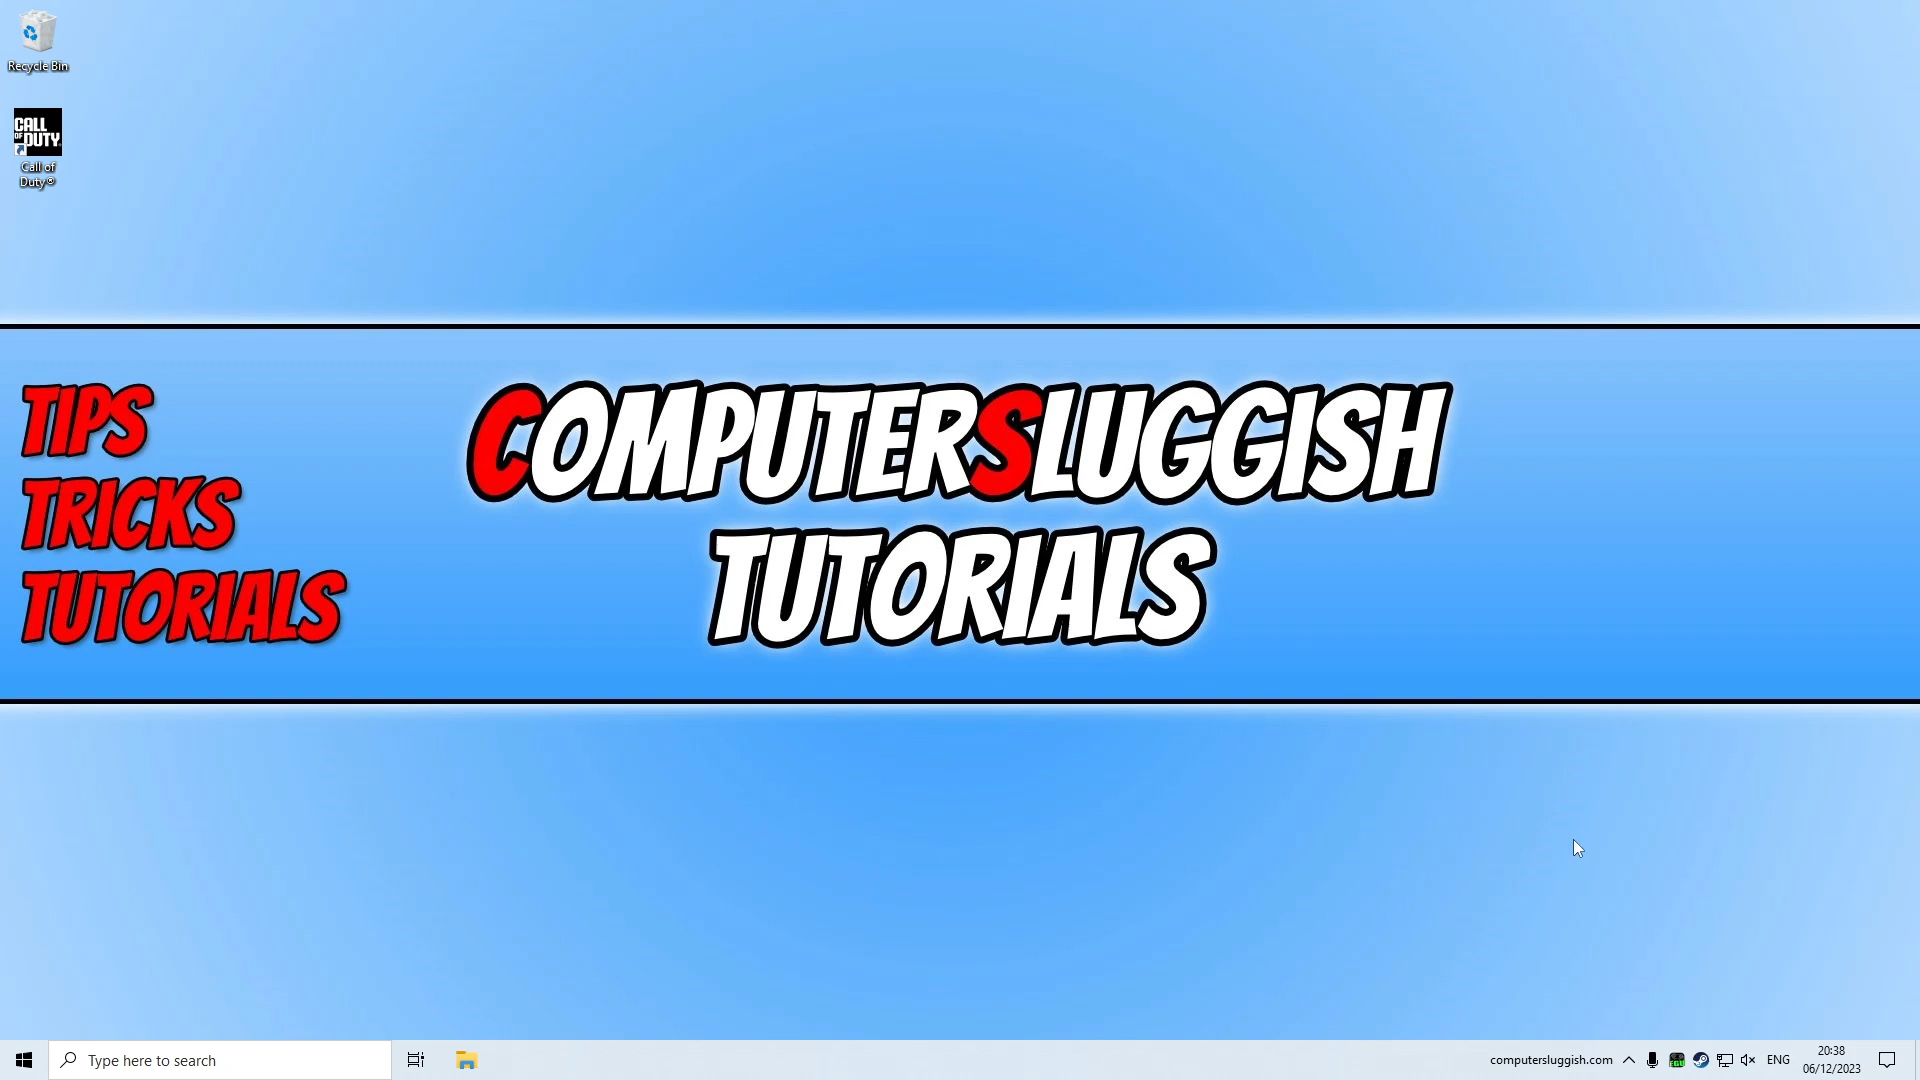 Recycle Bin
CALL
OF DUTY
Call of
Duty®
TIPS
TRICKS
TUTORIALS
COMPUTERSLUGGISH
TUTORIALS
Type here to search
computersluggish.com
EGU
ENG
20:38
06/12/2023